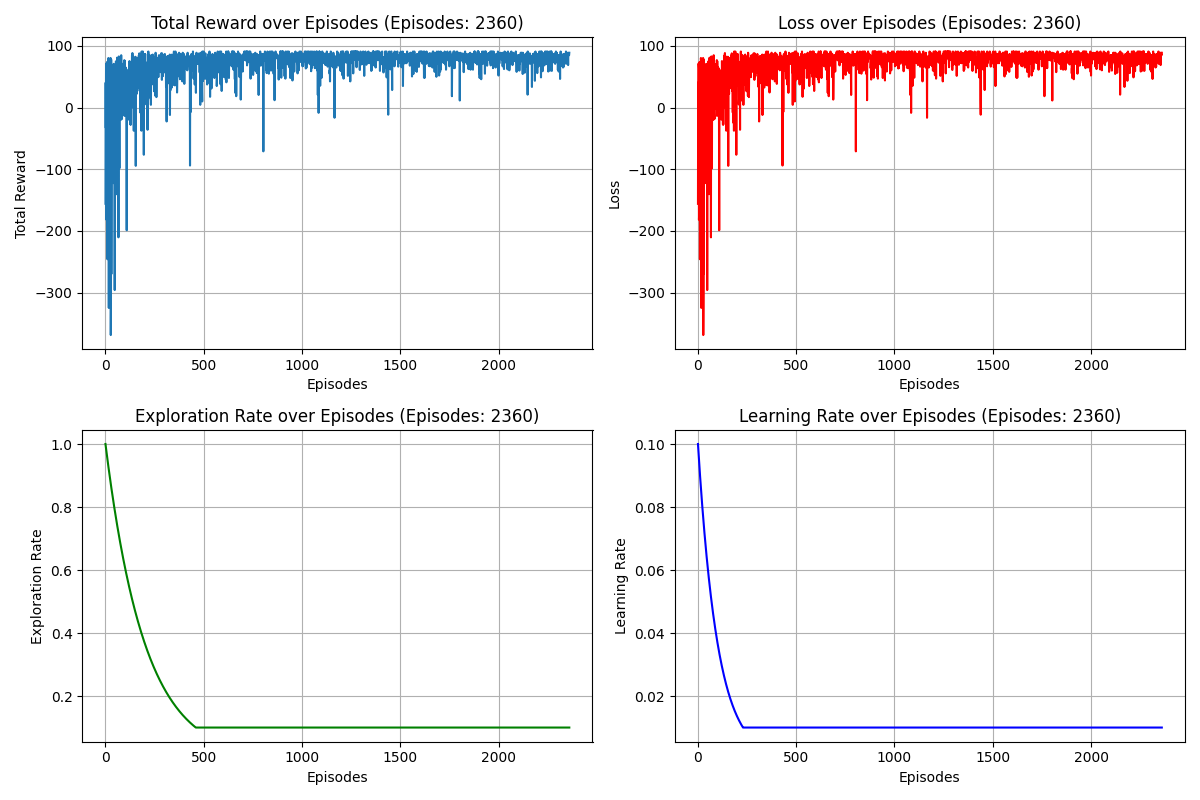 Total Reward over Episodes (Episodes: 2360)
Total Reward
100
0
−100
−200
−300
0 500 1000 1500 2000
Episodes
Loss over Episodes (Episodes: 2360)
Loss
100
0
−100
−200
−300
0 500 1000 1500 2000
Episodes
Exploration Rate over Episodes (Episodes: 2360)
Exploration Rate
1.0
0.8
0.6
0.4
0.2
0 500 1000 1500 2000
Episodes
Learning Rate over Episodes (Episodes: 2360)
Learning Rate
0.10
0.08
0.06
0.04
0.02
0 500 1000 1500 2000
Episodes